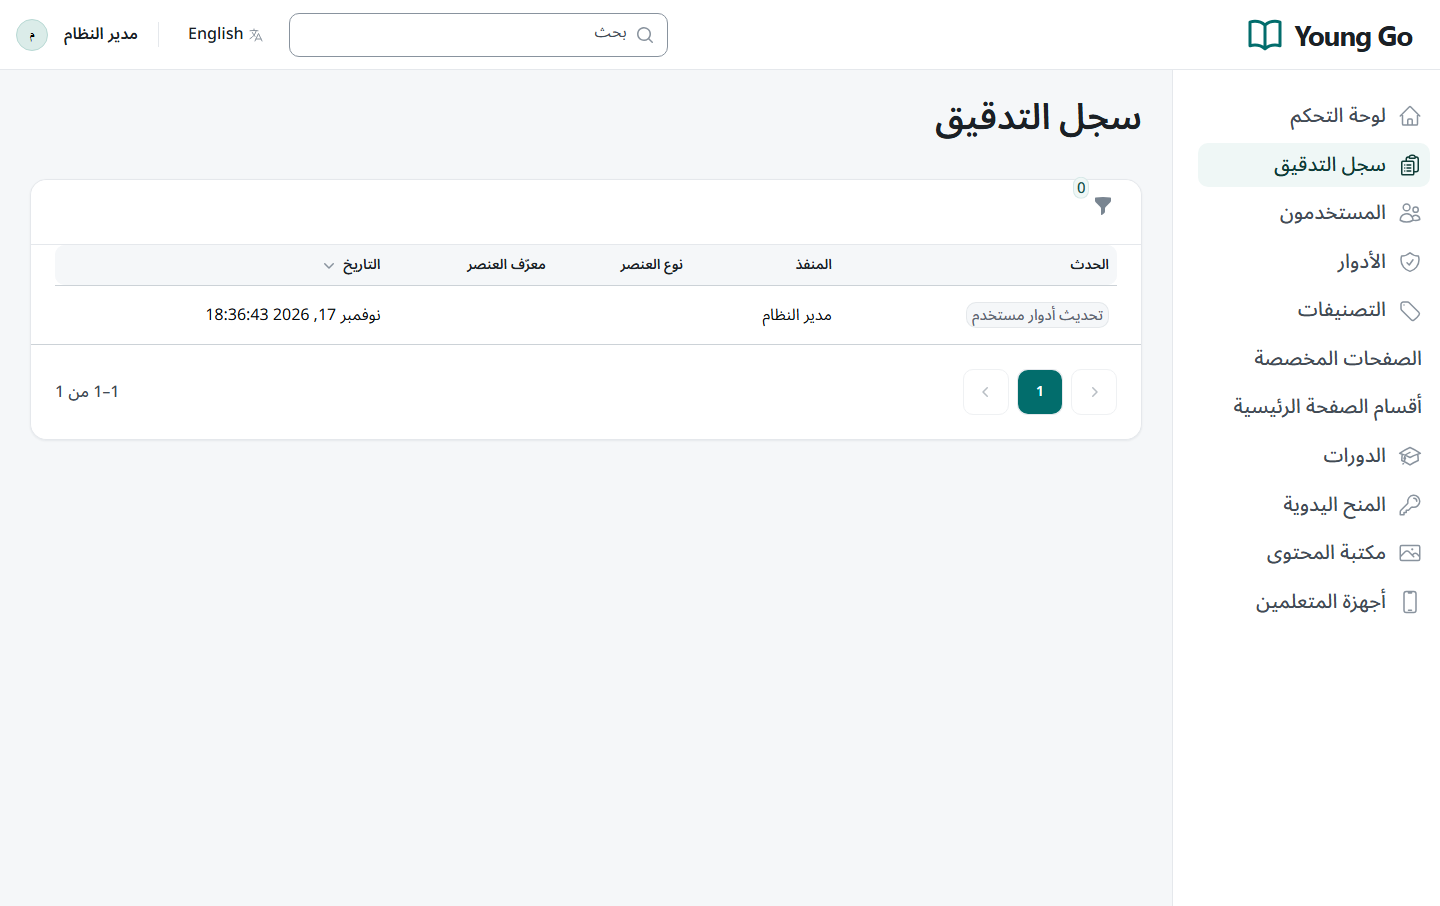 Young Go
بحث
English
مدير النظام
م
لوحة التحكم
سجل التدقيق
المستخدمون
الأدوار
التصنيفات
الصفحات المخصصة
أقسام الصفحة الرئيسية
الدورات
المنح اليدوية
مكتبة المحتوى
أجهزة المتعلمين
سجل التدقيق
0
الحدث المنفذ نوع العنصر معرّف العنصر التاريخ
تحديث أدوار مستخدم مدير النظام نوفمبر 17, 2026 18:36:43
1
1–1 من 1